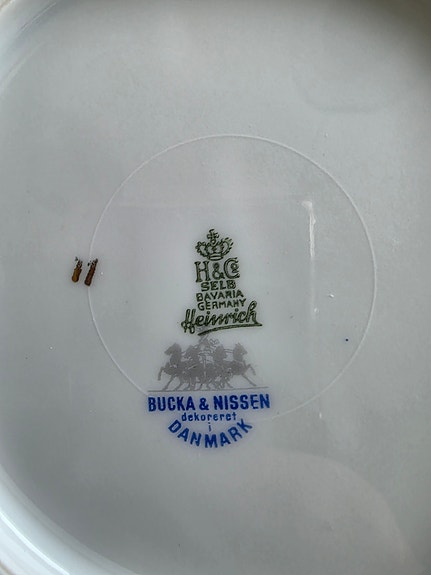 H&Co
SELB
BAVARIA
GERMANY
Heinrich
BUCKA & NISSEN
dekoreret
i
DANMARK